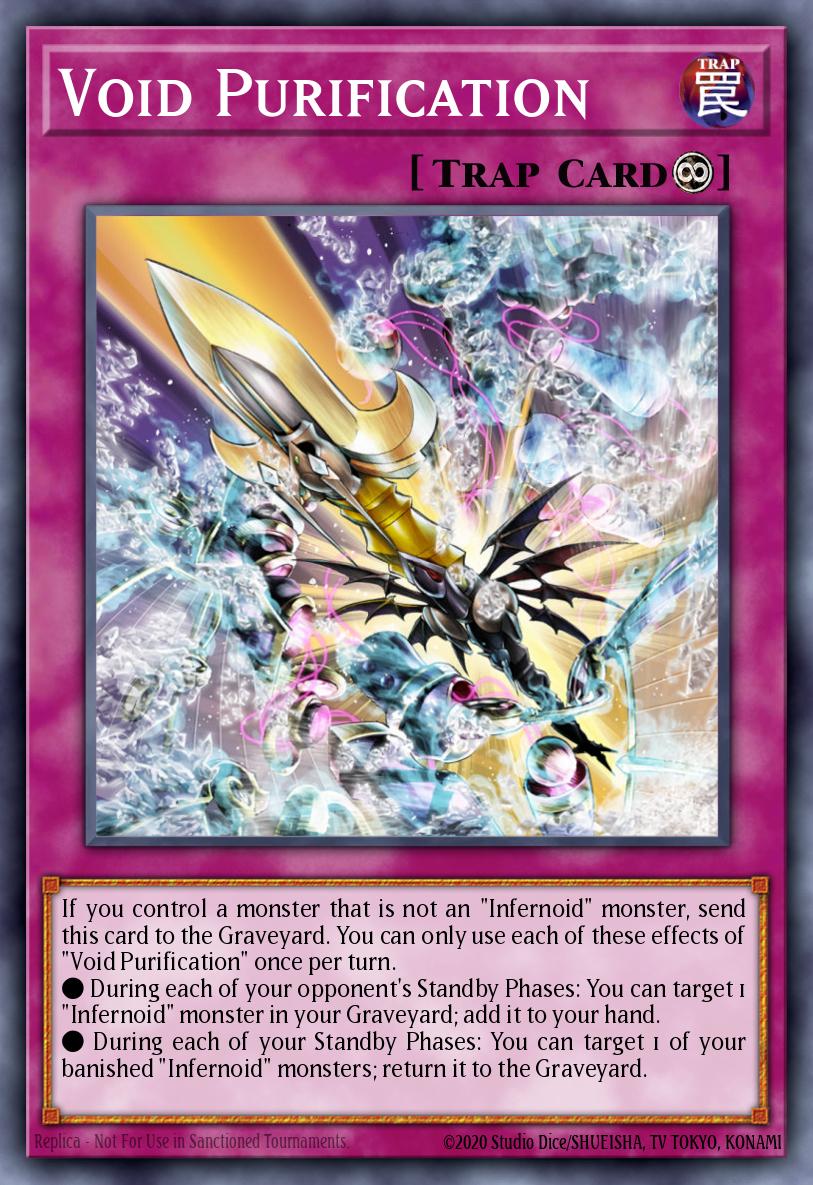 Void Purification
TRAP
罠
[Trap Card♾]
If you control a monster that is not an "Infernoid" monster, send
this card to the Graveyard. You can only use each of these effects of
"Void Purification" once per turn.
● During each of your opponent's Standby Phases: You can target 1
"Infernoid" monster in your Graveyard; add it to your hand.
● During each of your Standby Phases: You can target 1 of your
banished "Infernoid" monsters; return it to the Graveyard.
Replica - Not For Use in Sanctioned Tournaments.
©2020 Studio Dice/SHUEISHA, TV TOKYO, KONAMI